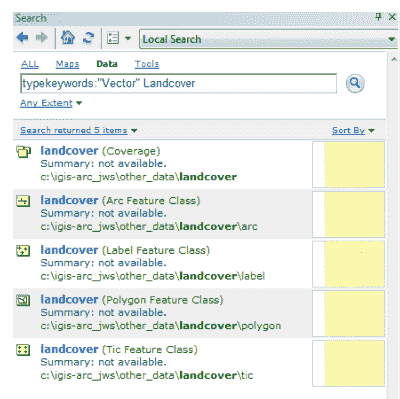 Search
Local Search
ALL Maps Data Tools
typekeywords:"Vector" Landcover
Any Extent
Search returned 5 items Sort By
landcover (Coverage)
Summary: not available.
c:\igis-arc_jws\other_data\landcover
landcover (Arc Feature Class)
Summary: not available.
c:\igis-arc_jws\other_data\landcover\arc
landcover (Label Feature Class)
Summary: not available.
c:\igis-arc_jws\other_data\landcover\label
landcover (Polygon Feature Class)
Summary: not available.
c:\igis-arc_jws\other_data\landcover\polygon
landcover (Tic Feature Class)
Summary: not available.
c:\igis-arc_jws\other_data\landcover\tic